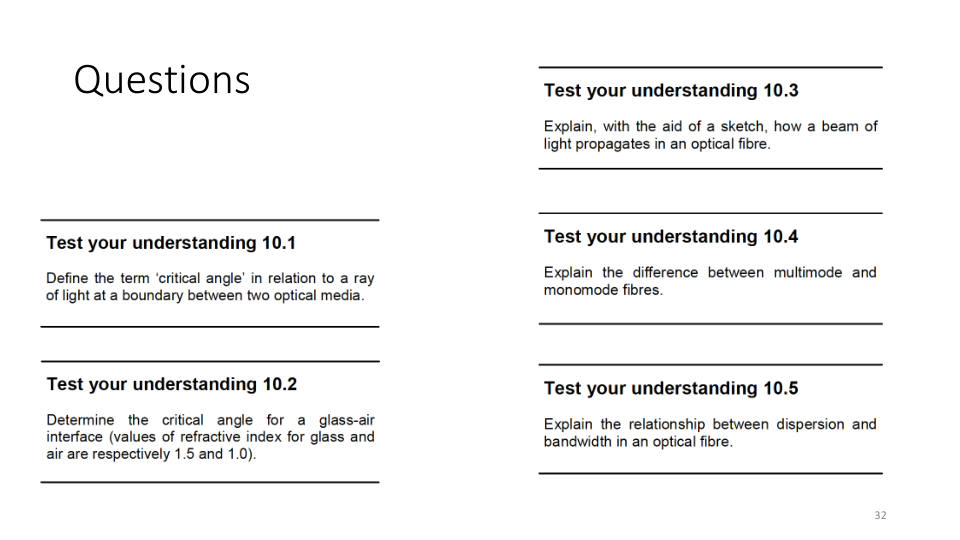 Questions
Test your understanding 10.1
Define the term ‘critical angle’ in relation to a ray
of light at a boundary between two optical media.
Test your understanding 10.2
Determine the critical angle for a glass-air
interface (values of refractive index for glass and
air are respectively 1.5 and 1.0).
Test your understanding 10.3
Explain, with the aid of a sketch, how a beam of
light propagates in an optical fibre.
Test your understanding 10.4
Explain the difference between multimode and
monomode fibres.
Test your understanding 10.5
Explain the relationship between dispersion and
bandwidth in an optical fibre.
32